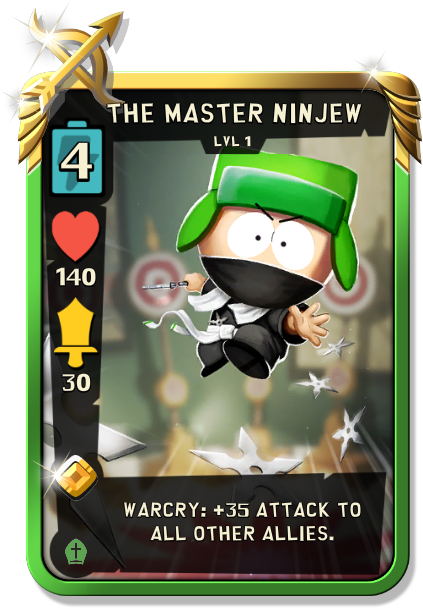 THE MASTER NINJEW
LVL 1
4
140
30
WARCRY: +35 ATTACK TO
ALL OTHER ALLIES.